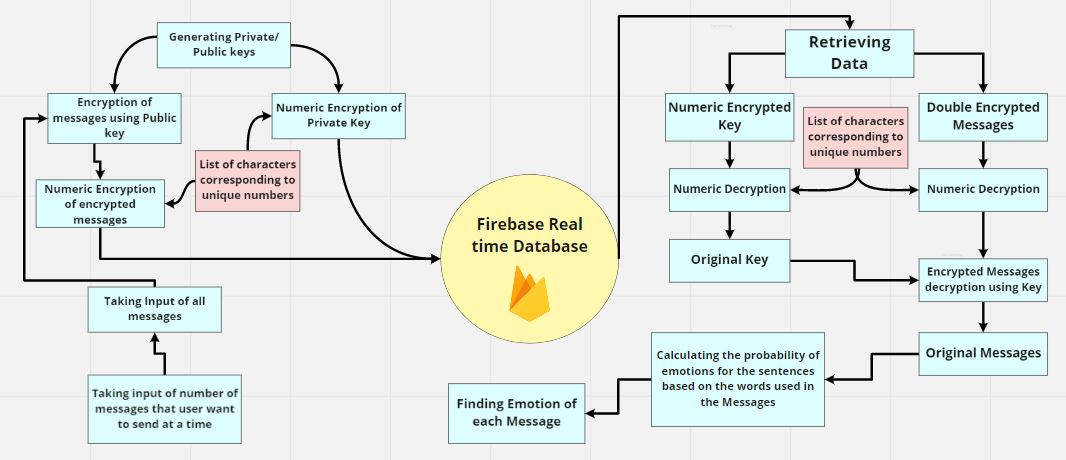 Generating Private/
Public keys
Encryption of
messages using Public
key
Numeric Encryption of
Private Key
List of characters
corresponding to
unique numbers
Numeric Encryption
of encrypted
messages
Taking Input of all
messages
Taking input of number of
messages that user want
to send at a time
Firebase Real
time Database
Retrieving
Data
Numeric Encrypted
Key
List of characters
corresponding to
unique numbers
Double Encrypted
Messages
Numeric Decryption
Numeric Decryption
Original Key
Encrypted Messages
decryption using Key
Original Messages
Calculating the probability of
emotions for the sentences
based on the words used in
the Messages
Finding Emotion of
each Message